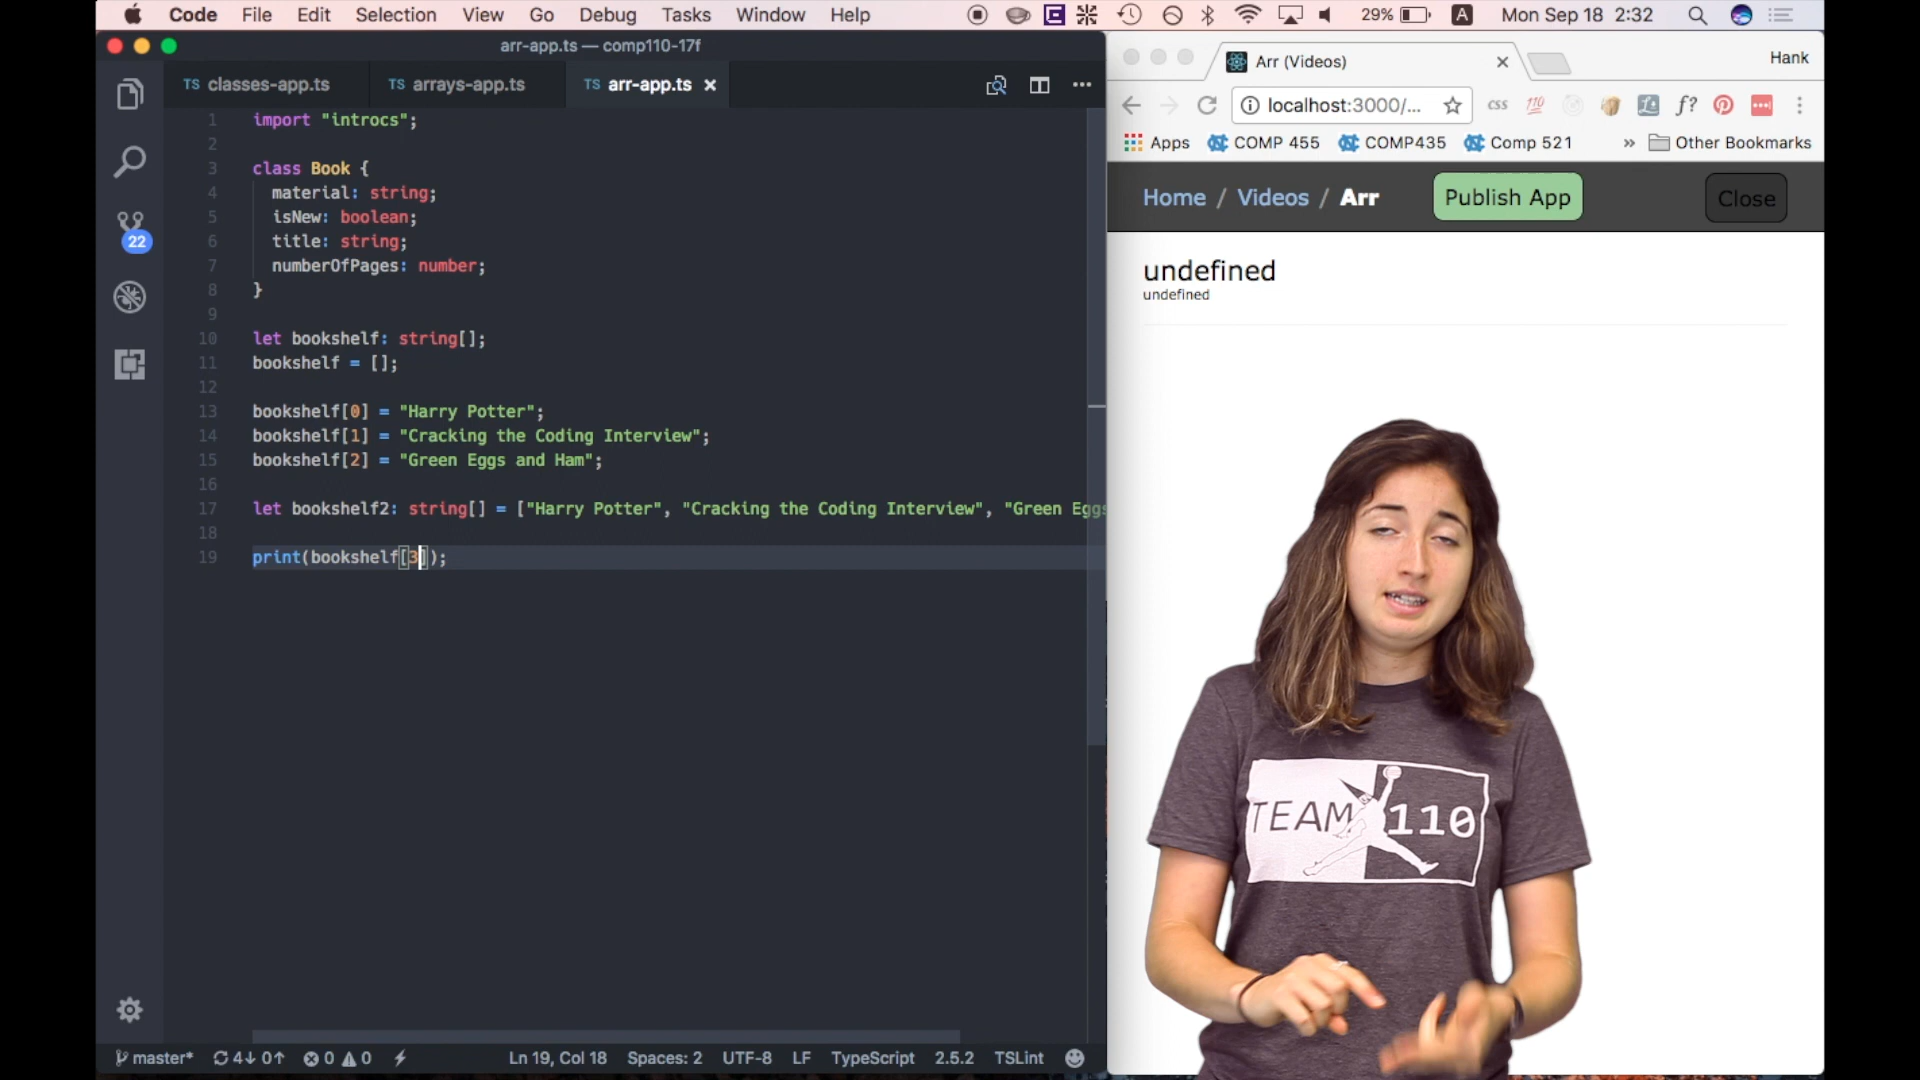 Code File Edit Selection View Go Debug Tasks Window Help 29% A Mon Sep 18 2:32
arr-app.ts — comp110-17f
TS classes-app.ts TS arrays-app.ts TS arr-app.ts
22
1 import "introcs";
2
3 class Book {
4 material: string;
5 isNew: boolean;
6 title: string;
7 numberOfPages: number;
8 }
9
10 let bookshelf: string[];
11 bookshelf = [];
12
13 bookshelf[0] = "Harry Potter";
14 bookshelf[1] = "Cracking the Coding Interview";
15 bookshelf[2] = "Green Eggs and Ham";
16
17 let bookshelf2: string[] = ["Harry Potter", "Cracking the Coding Interview", "Green Eggs
18
19 print(bookshelf[3]);
master* 4↓ 0↑ 0 0 Ln 19, Col 18 Spaces: 2 UTF-8 LF TypeScript 2.5.2 TSLint
Arr (Videos) Hank
localhost:3000/... css 110 f?
Apps COMP 455 COMP435 Comp 521 » Other Bookmarks
Home / Videos / Arr Publish App Close
undefined
undefined
TEAM 110